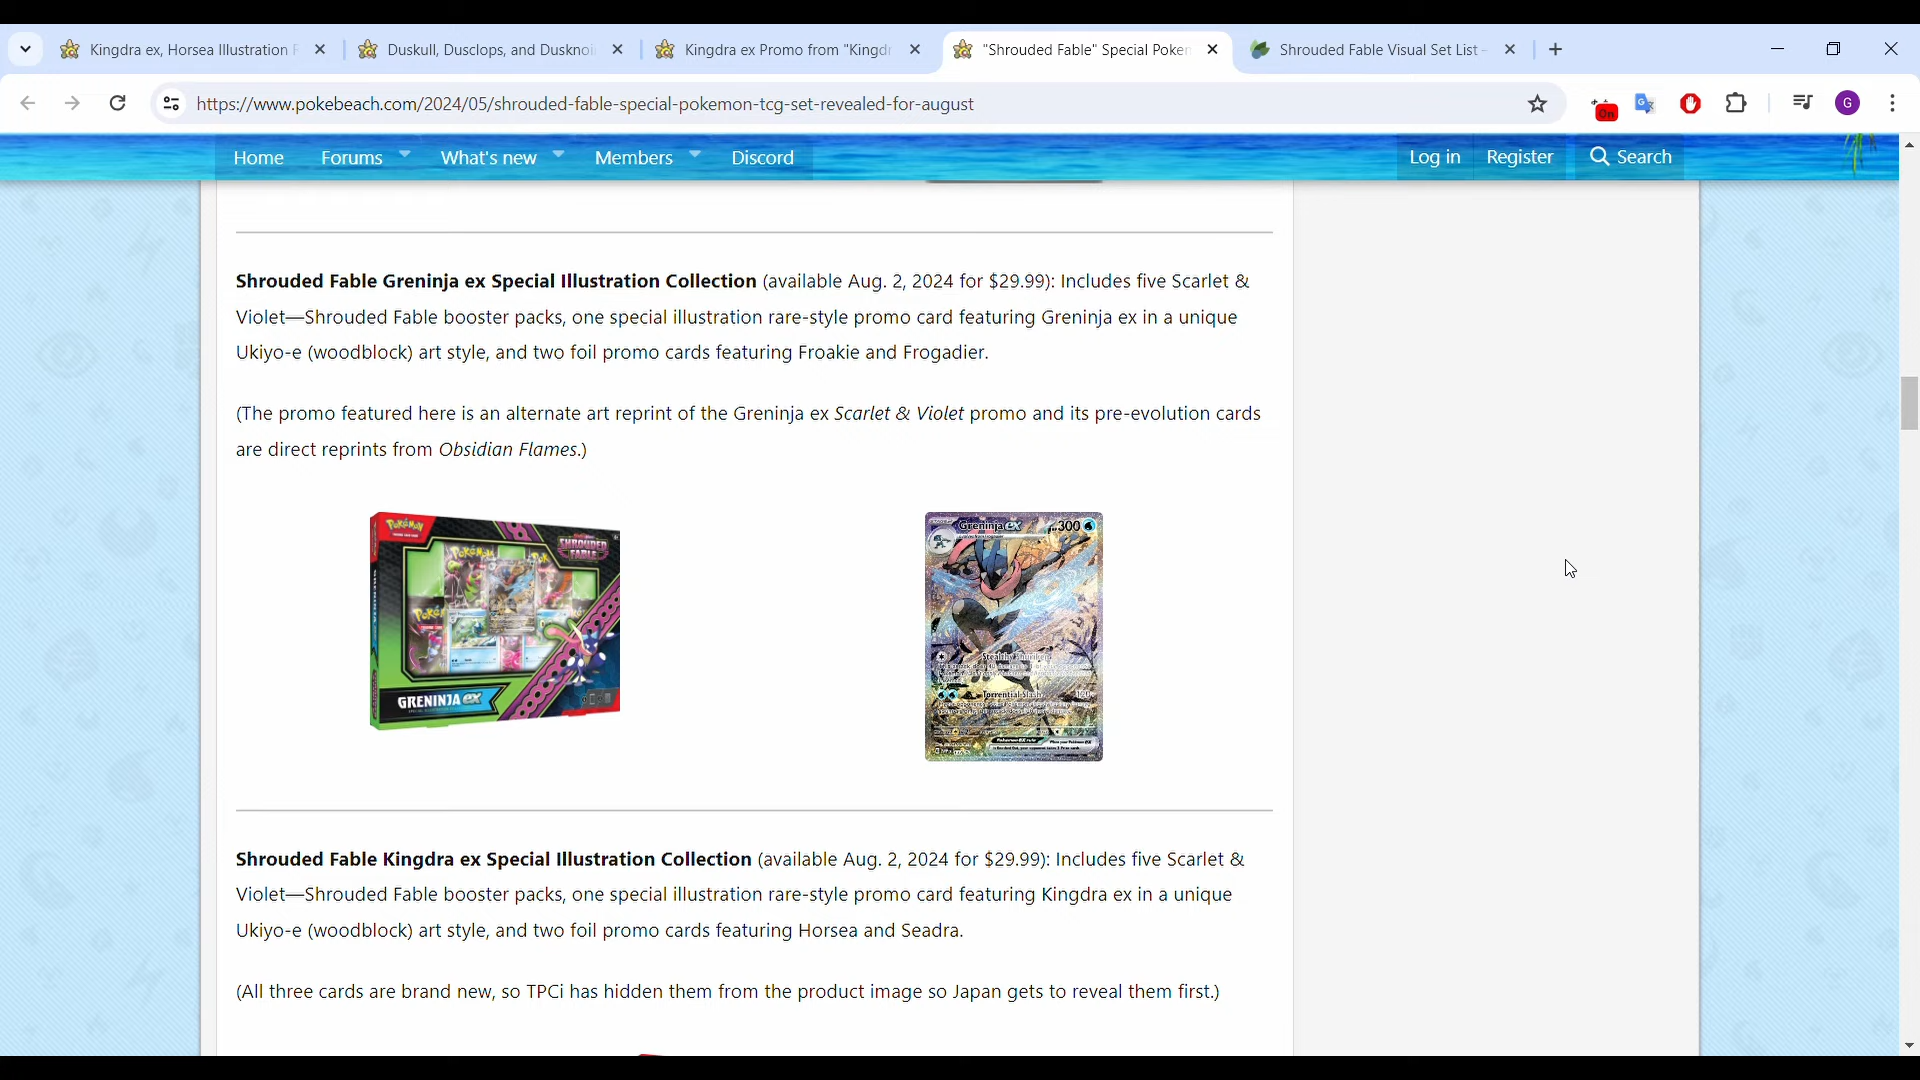 Kingdra ex, Horsea Illustration
Duskull, Dusclops, and Dusknoi
Kingdra ex Promo from "Kingdr
"Shrouded Fable" Special Poke
Shrouded Fable Visual Set List -
https://www.pokebeach.com/2024/05/shrouded-fable-special-pokemon-tcg-set-revealed-for-august
On
G
Home
Forums
What's new
Members
Discord
Log in
Register
Search
Shrouded Fable Greninja ex Special Illustration Collection (available Aug. 2, 2024 for $29.99): Includes five Scarlet &
Violet—Shrouded Fable booster packs, one special illustration rare-style promo card featuring Greninja ex in a unique
Ukiyo-e (woodblock) art style, and two foil promo cards featuring Froakie and Frogadier.
(The promo featured here is an alternate art reprint of the Greninja ex Scarlet & Violet promo and its pre-evolution cards
are direct reprints from Obsidian Flames.)
Pokémon
SHROUDED
FABLE
Pokémon
GRENINJA ex
Greninja ex 300
Stealthy Shuriken
Torrential Slash
Shrouded Fable Kingdra ex Special Illustration Collection (available Aug. 2, 2024 for $29.99): Includes five Scarlet &
Violet—Shrouded Fable booster packs, one special illustration rare-style promo card featuring Kingdra ex in a unique
Ukiyo-e (woodblock) art style, and two foil promo cards featuring Horsea and Seadra.
(All three cards are brand new, so TPCi has hidden them from the product image so Japan gets to reveal them first.)